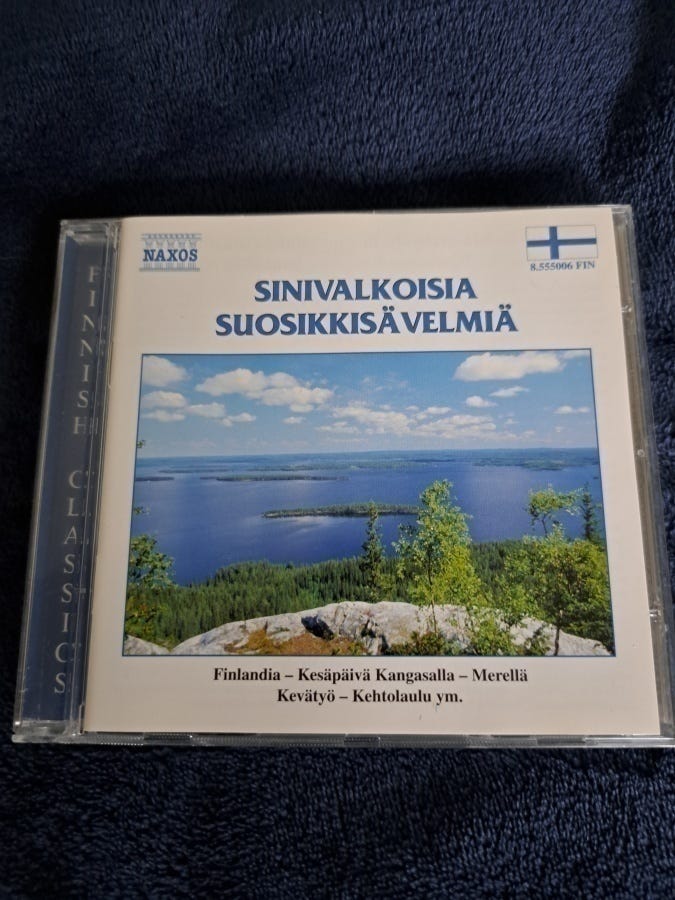 NAXOS
8.555006 FIN
SINIVALKOISIA
SUOSIKKISÄVELMIÄ
Finlandia – Kesäpäivä Kangasalla – Merellä
Kevätyö – Kehtolaulu ym.
FINNISH CLASSICS